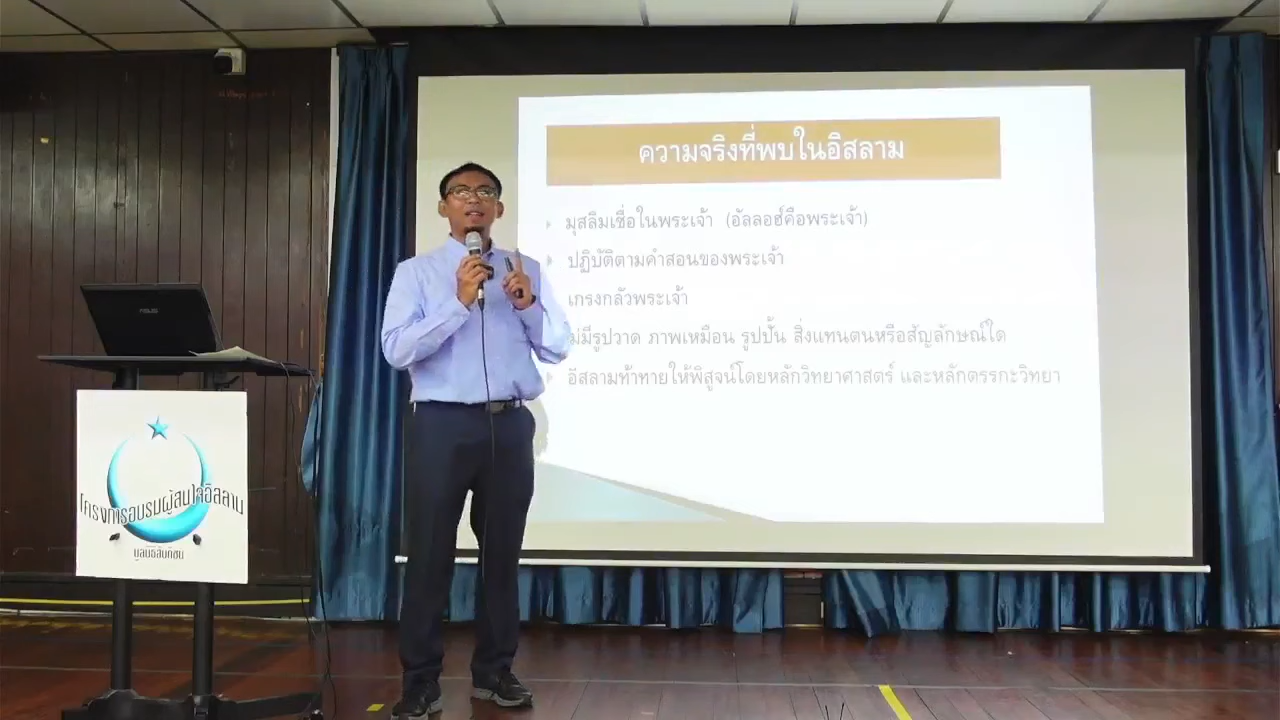 ความจริงที่พบในอิสลาม
มุสลิมเชื่อในพระเจ้า (อัลลอฮ์คือพระเจ้า)
ปฏิบัติตามคำสอนของพระเจ้า
เกรงกลัวพระเจ้า
ไม่มีรูปวาด ภาพเหมือน รูปปั้น สิ่งแทนตนหรือสัญลักษณ์ใด
อิสลามท้าทายให้พิสูจน์โดยหลักวิทยาศาสตร์ และหลักตรรกะวิทยา
ASUS
โครงการอบรมผู้สนใจอิสลาม
มูลนิธิสันติชน